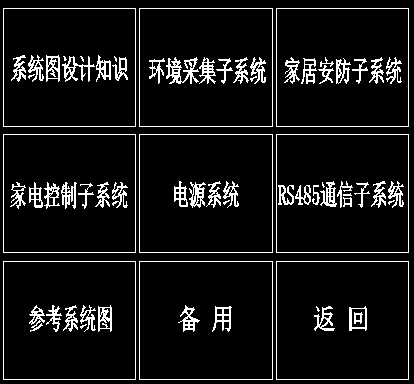 系统图设计知识
环境采集子系统
家居安防子系统
家电控制子系统
电源系统
RS485通信子系统
参考系统图
备 用
返 回